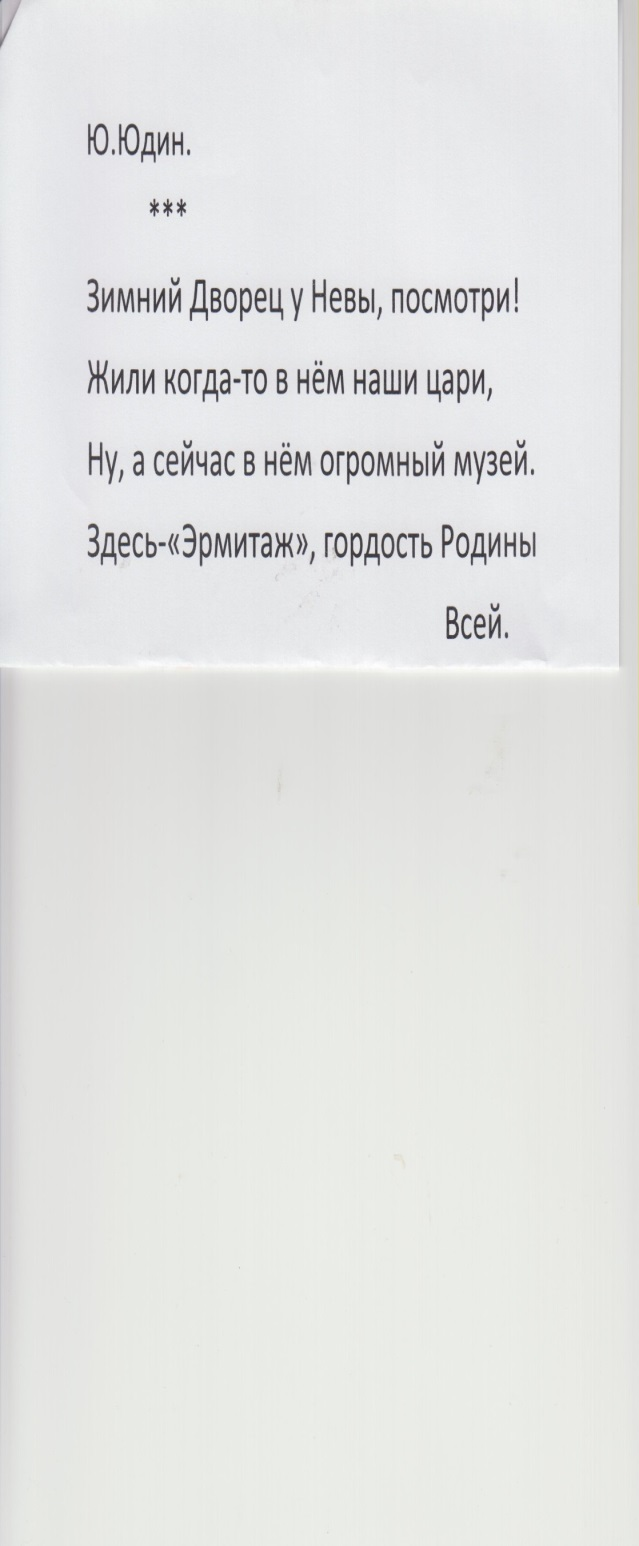 Ю.Юдин.
***
Зимний Дворец у Невы, посмотри!
Жили когда-то в нём наши цари,
Ну, а сейчас в нём огромный музей.
Здесь-«Эрмитаж», гордость Родины
Всей.